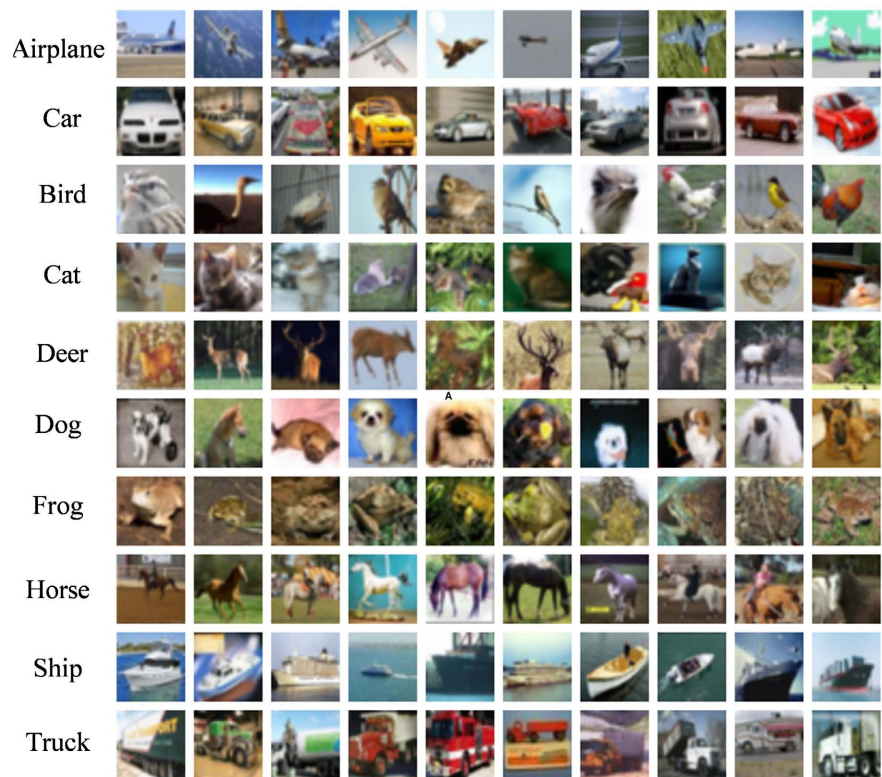 Airplane
Car
Bird
Cat
Deer
A
Dog
Frog
Horse
Ship
Truck